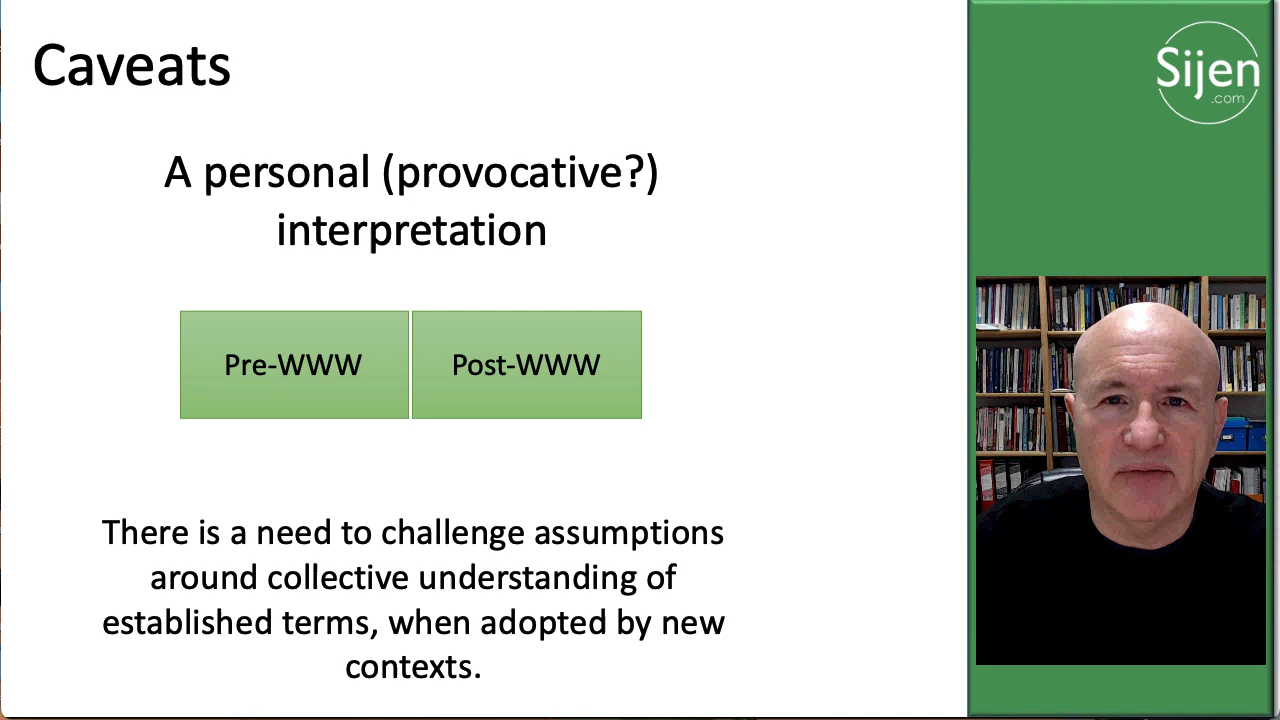 Caveats
A personal (provocative?)
interpretation
Pre-WWW
Post-WWW
There is a need to challenge assumptions
around collective understanding of
established terms, when adopted by new
contexts.
Sijen
.com